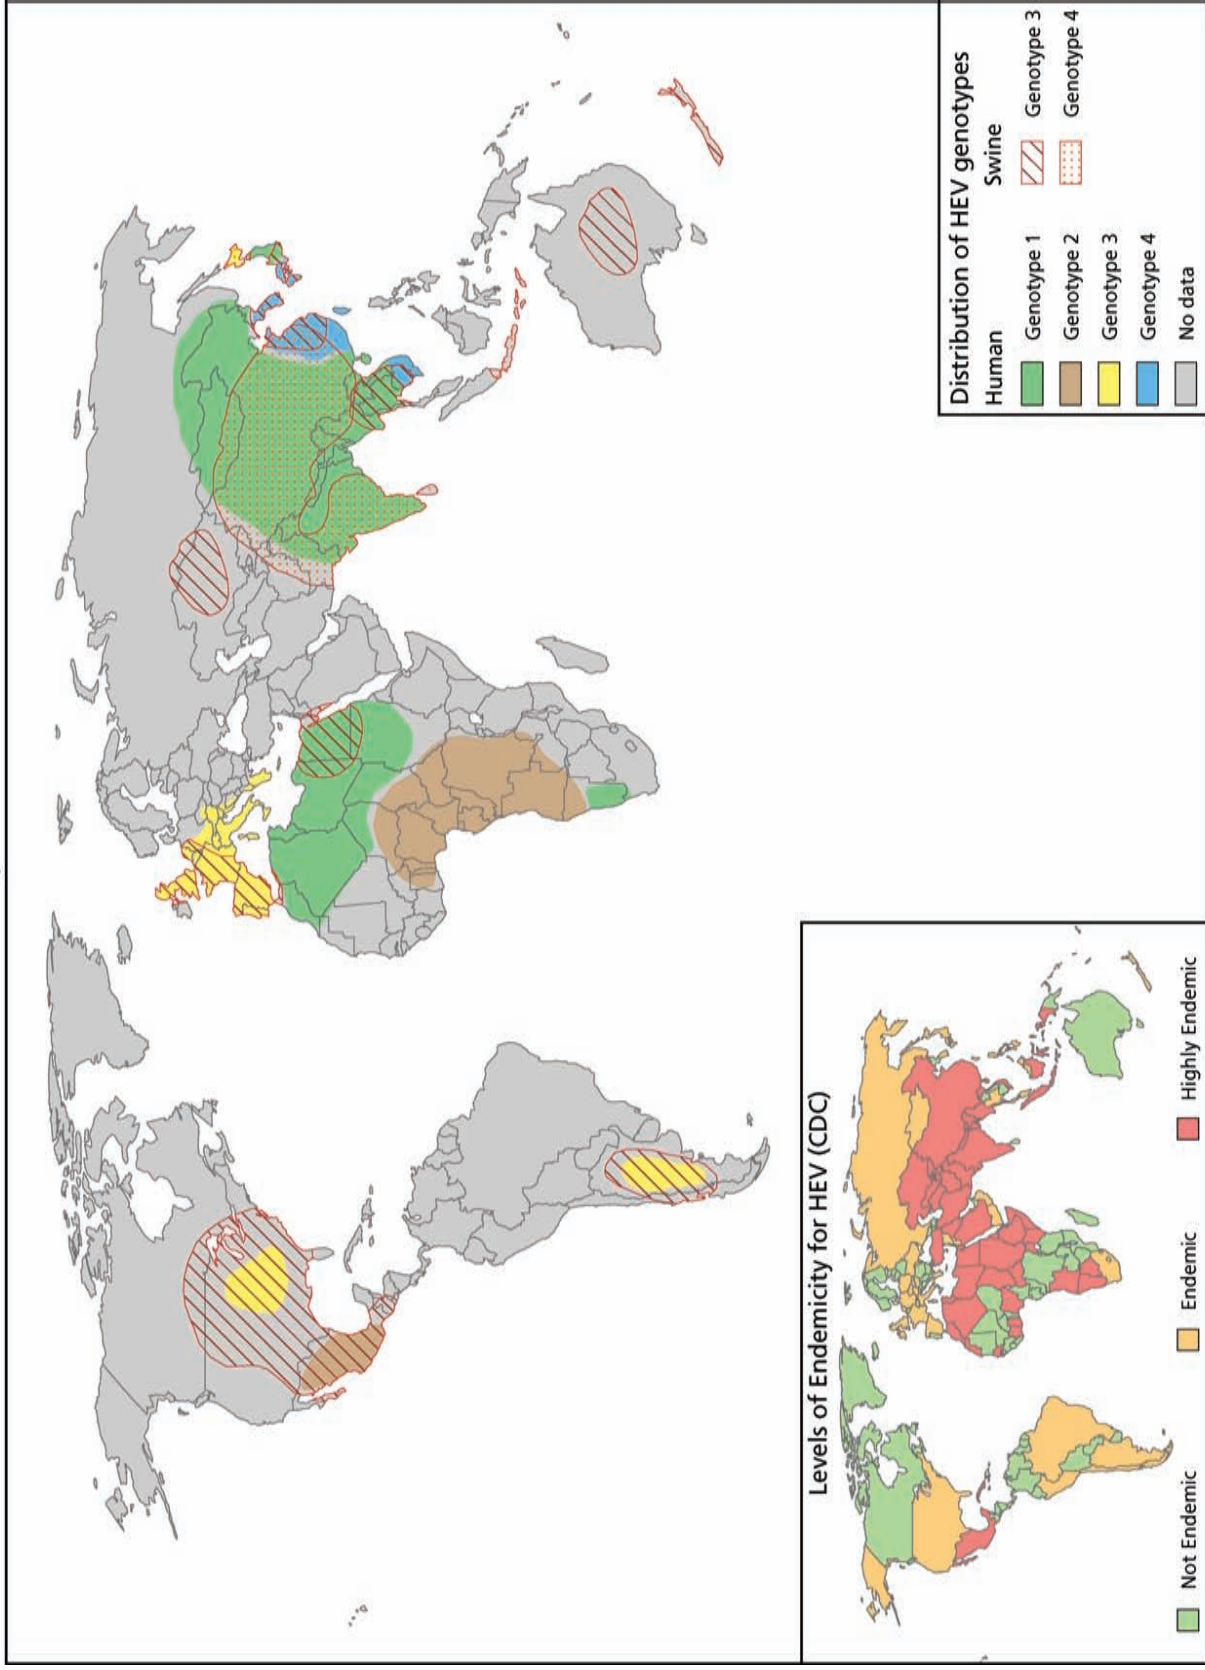 Distribution of HEV genotypes
Human Swine
Genotype 1 Genotype 3
Genotype 2 Genotype 4
Genotype 3
Genotype 4
No data
Levels of Endemicity for HEV (CDC)
Not Endemic Endemic Highly Endemic